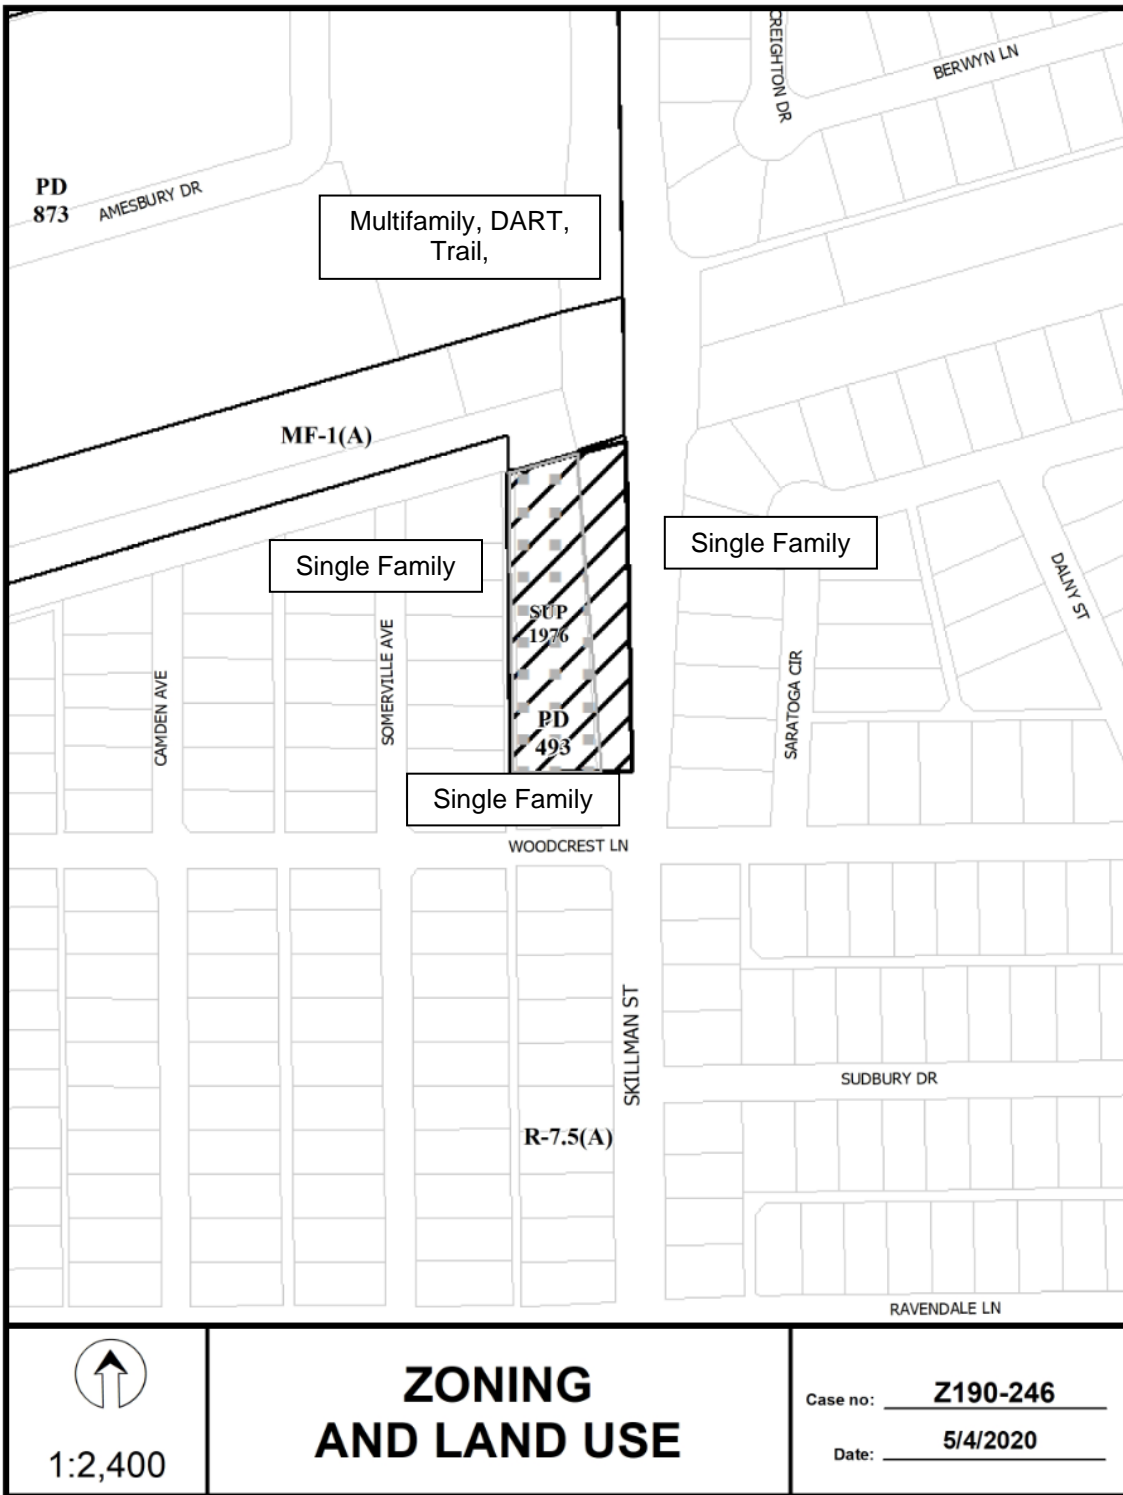 CREIGHTON DR
BERWYN LN
PD
873
AMESBURY DR
Multifamily, DART,
Trail,
MF-1(A)
Single Family
Single Family
DALNY ST
SUP
1976
SOMERVILLE AVE
SARATOGA CIR
CAMDEN AVE
PD
493
Single Family
WOODCREST LN
SKILLMAN ST
SUDBURY DR
R-7.5(A)
RAVENDALE LN
1:2,400
ZONING
AND LAND USE
Case no: Z190-246
Date: 5/4/2020